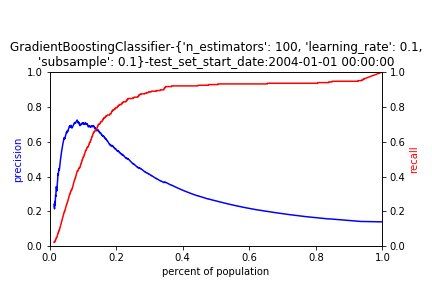 GradientBoostingClassifier-{'n_estimators': 100, 'learning_rate': 0.1,
'subsample': 0.1}-test_set_start_date:2004-01-01 00:00:00
1.0
0.8
0.6
0.4
0.2
0.0
precision
1.0
0.8
0.6
0.4
0.2
0.0
recall
0.0 0.2 0.4 0.6 0.8 1.0
percent of population